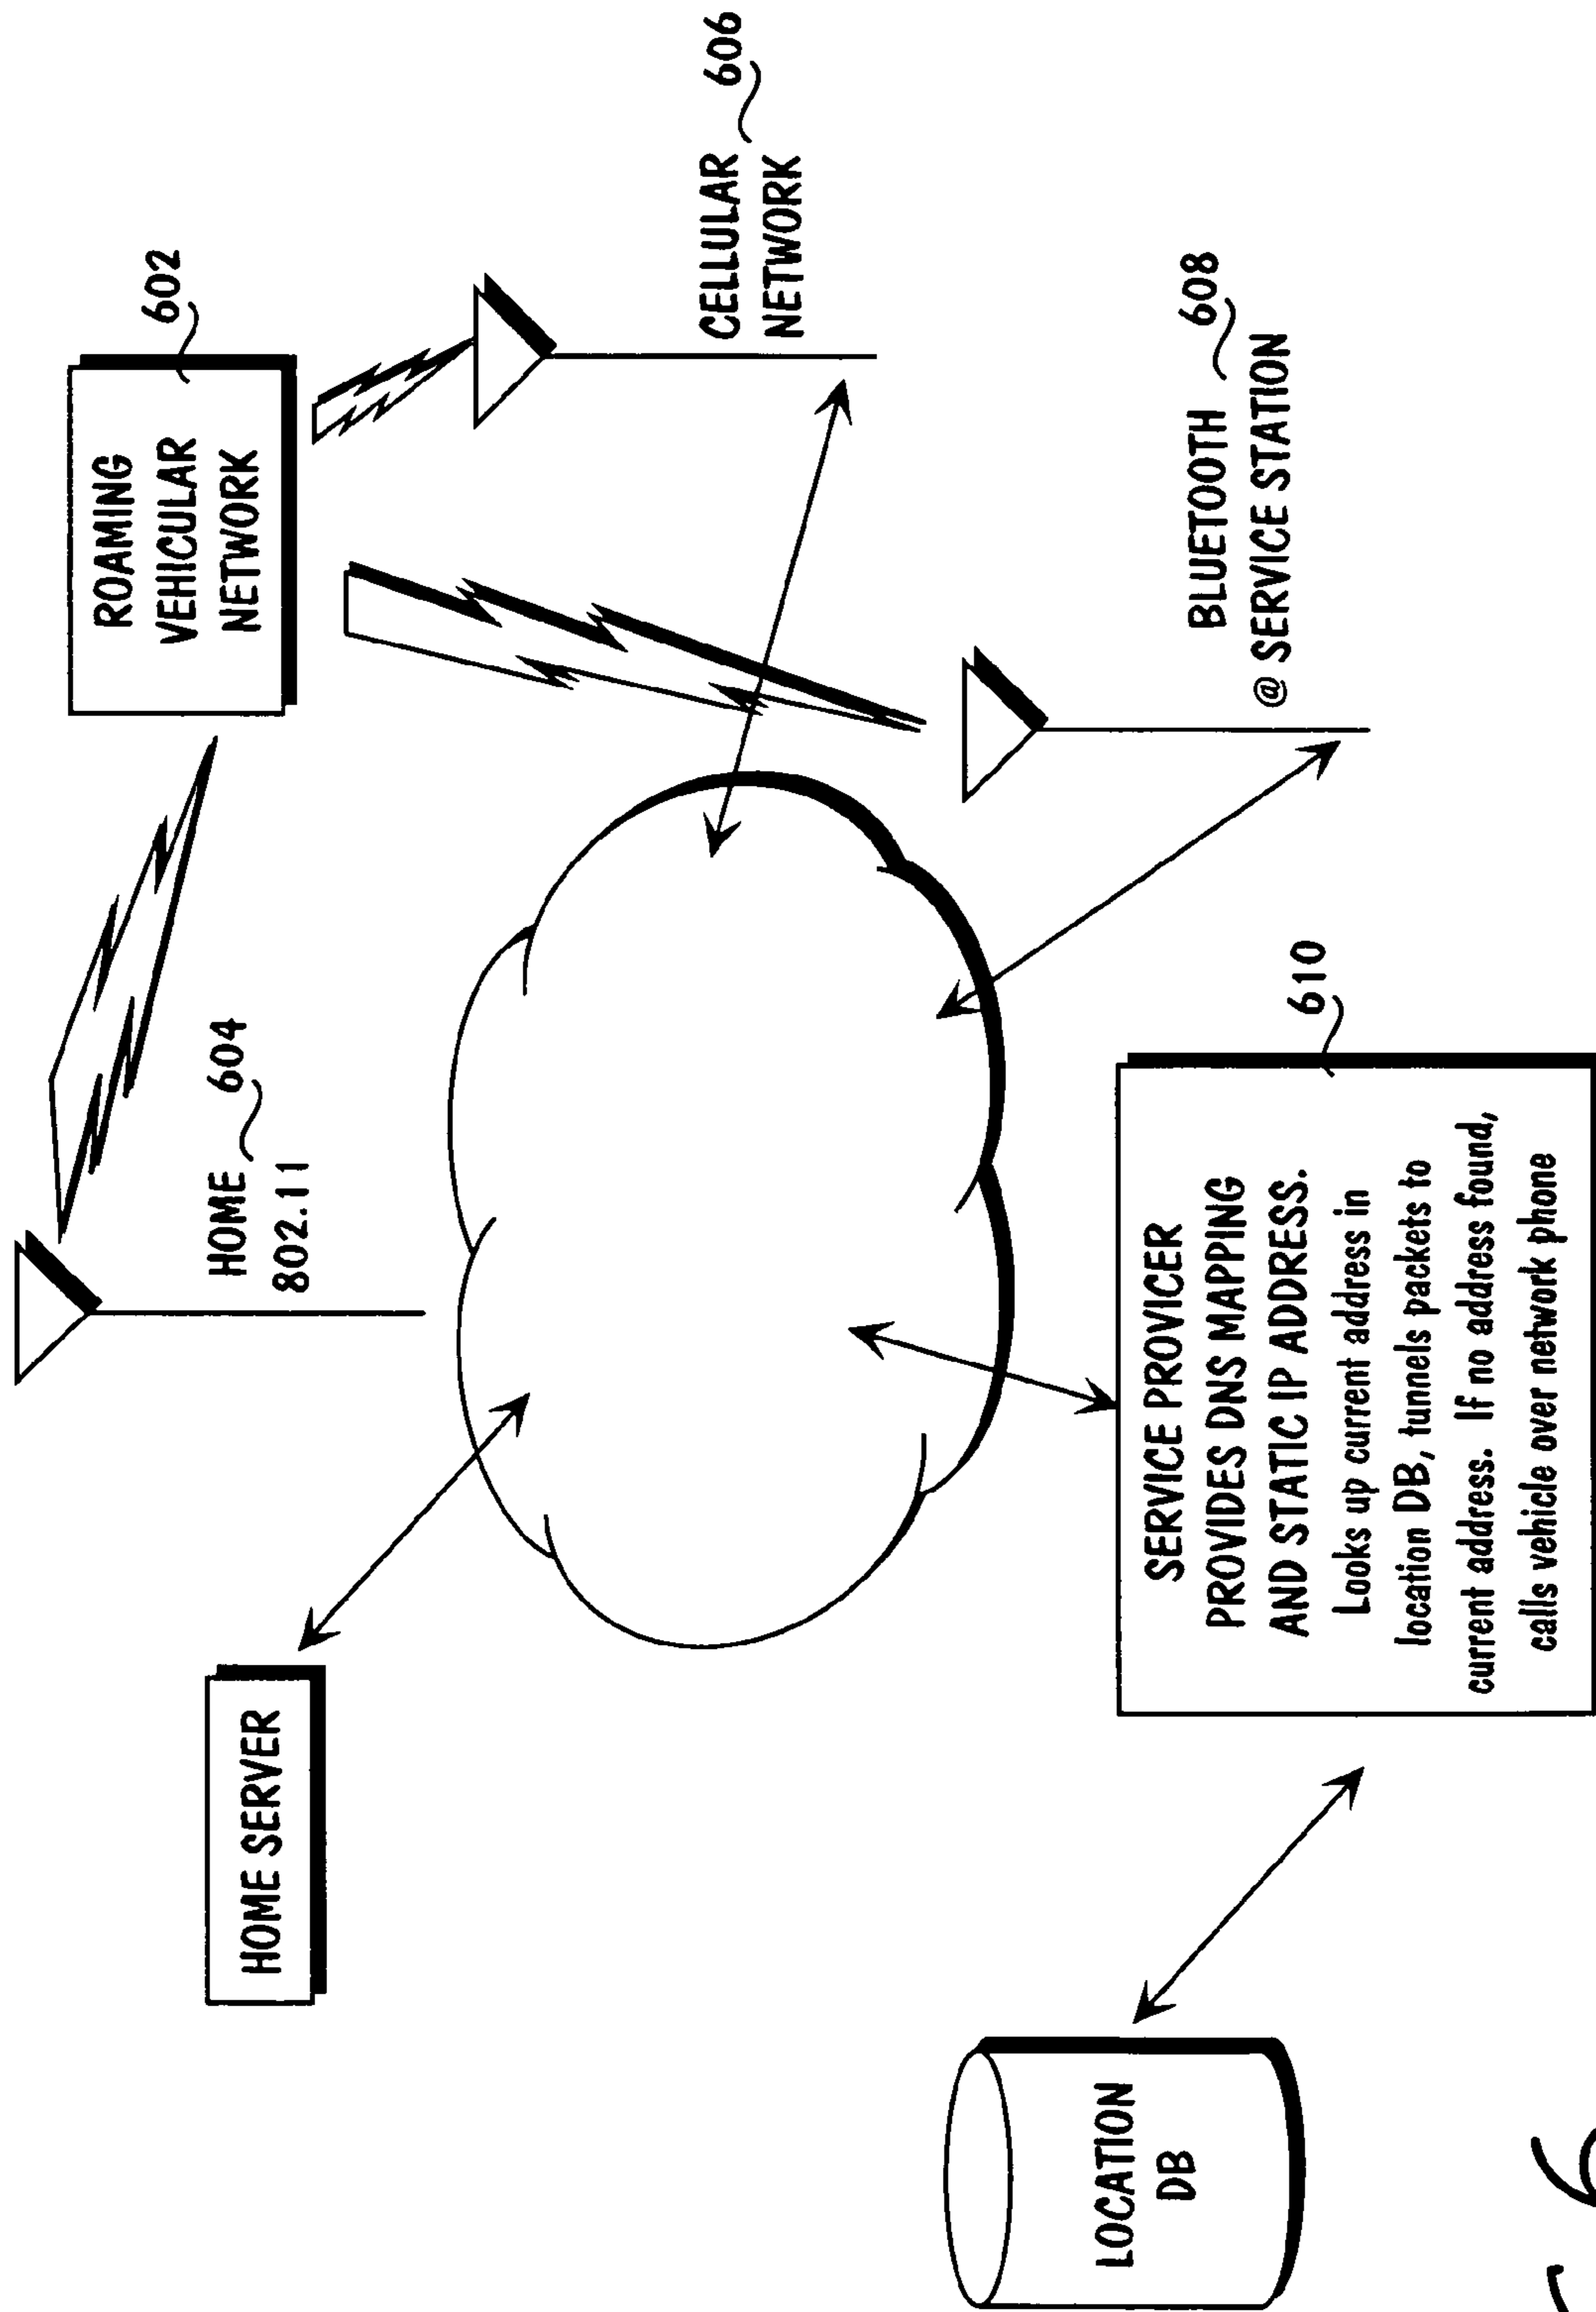 ROAMING
VEHICULAR
NETWORK
602
HOME 604
802.11
HOME SERVER
CELLULAR 606
NETWORK
BLUETOOTH 608
@ SERVICE STATION
LOCATION
DB
SERVICE PROVICER
PROVIDES DNS MAPPING
AND STATIC IP ADDRESS.
Looks up current address in
location DB, tunnels packets to
current address. If no address found,
calls vehicle over network phone
610